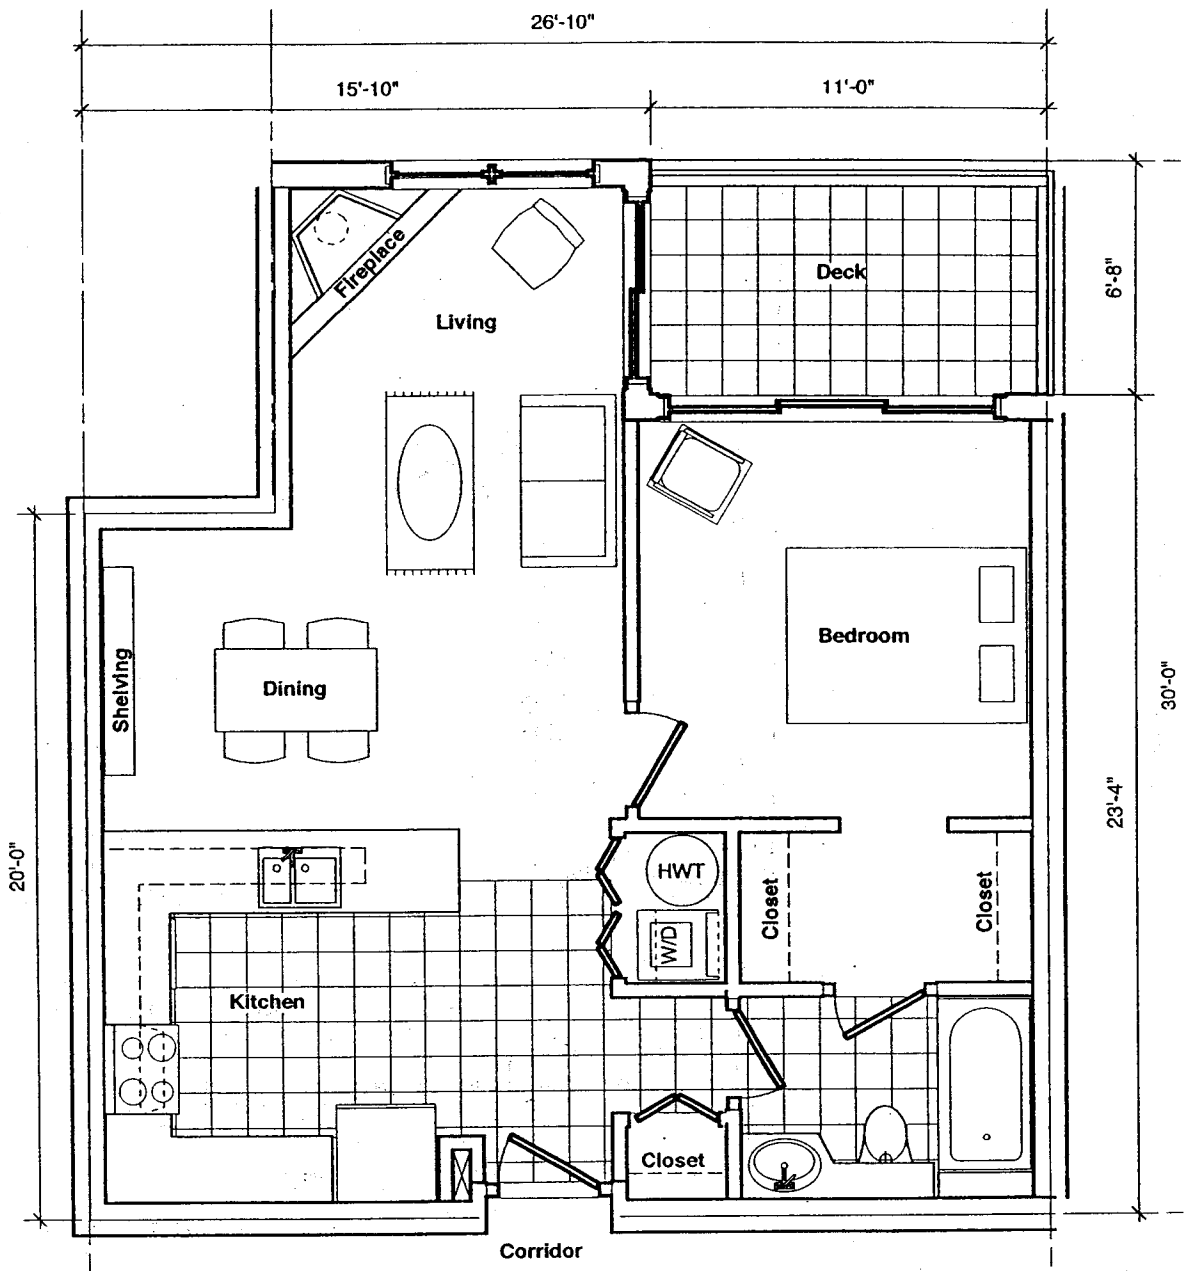 26'-10"
15'-10"
11'-0"
Fireplace
Living
Deck
6'-8"
Shelving
Dining
Bedroom
30'-0"
23'-4"
20'-0"
HWT
W/D
Closet
Closet
Kitchen
Closet
Corridor